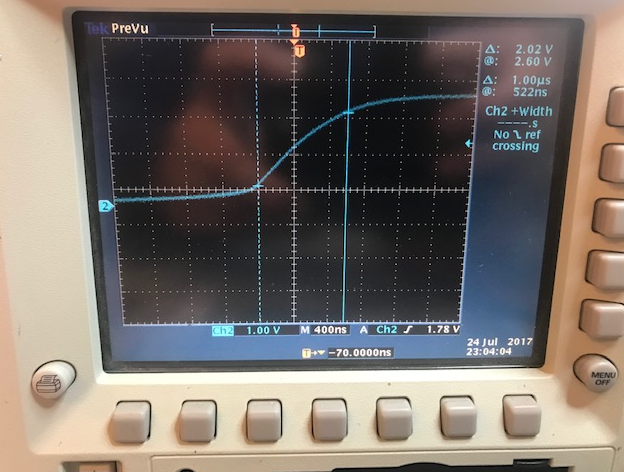 Tek PreVu
T
T
Δ: 2.02 V
@: 2.60 V
Δ: 1.00µs
@: 522ns
Ch2 +Width
----.s
No ref
crossing
2
Ch2 1.00 V M 400ns A Ch2 1.78 V
24 Jul 2017
23:04:04
T -70.0000ns
MENU
OFF